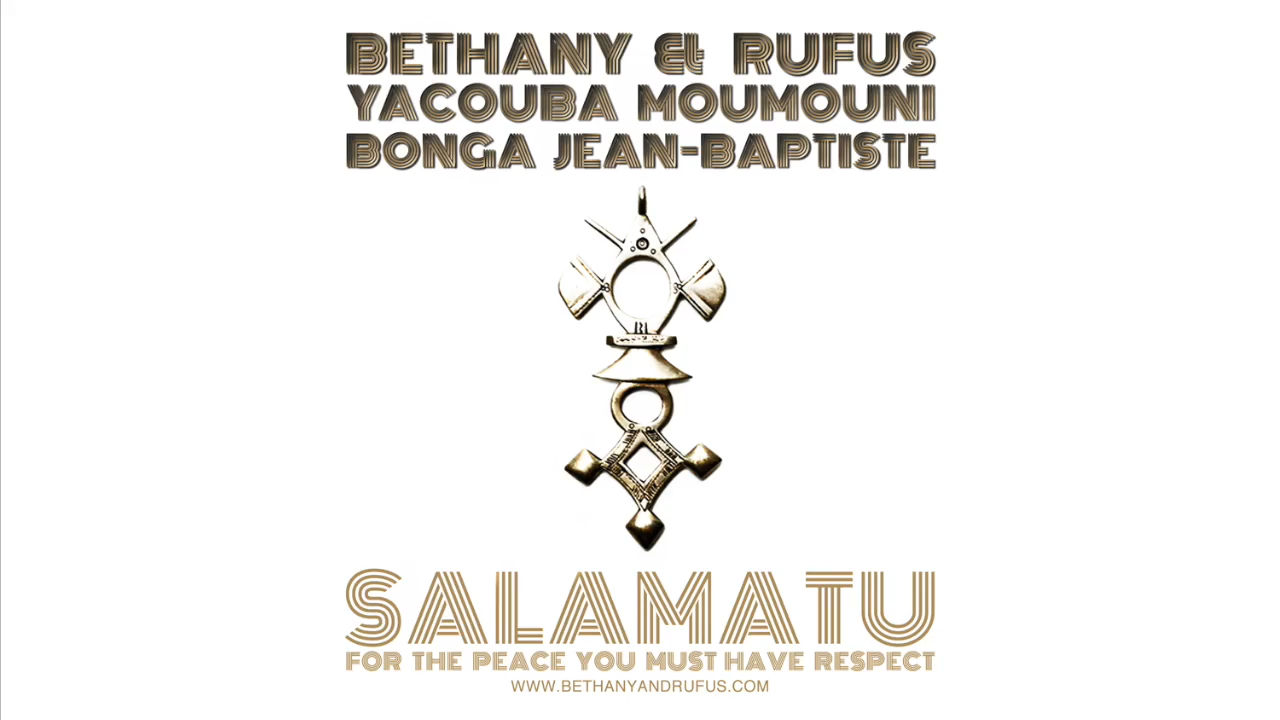 BETHANY & RUFUS
YACOUBA MOUMOUNI
BONGA JEAN-BAPTISTE
SALAMATU
FOR THE PEACE YOU MUST HAVE RESPECT
WWW.BETHANYANDRUFUS.COM